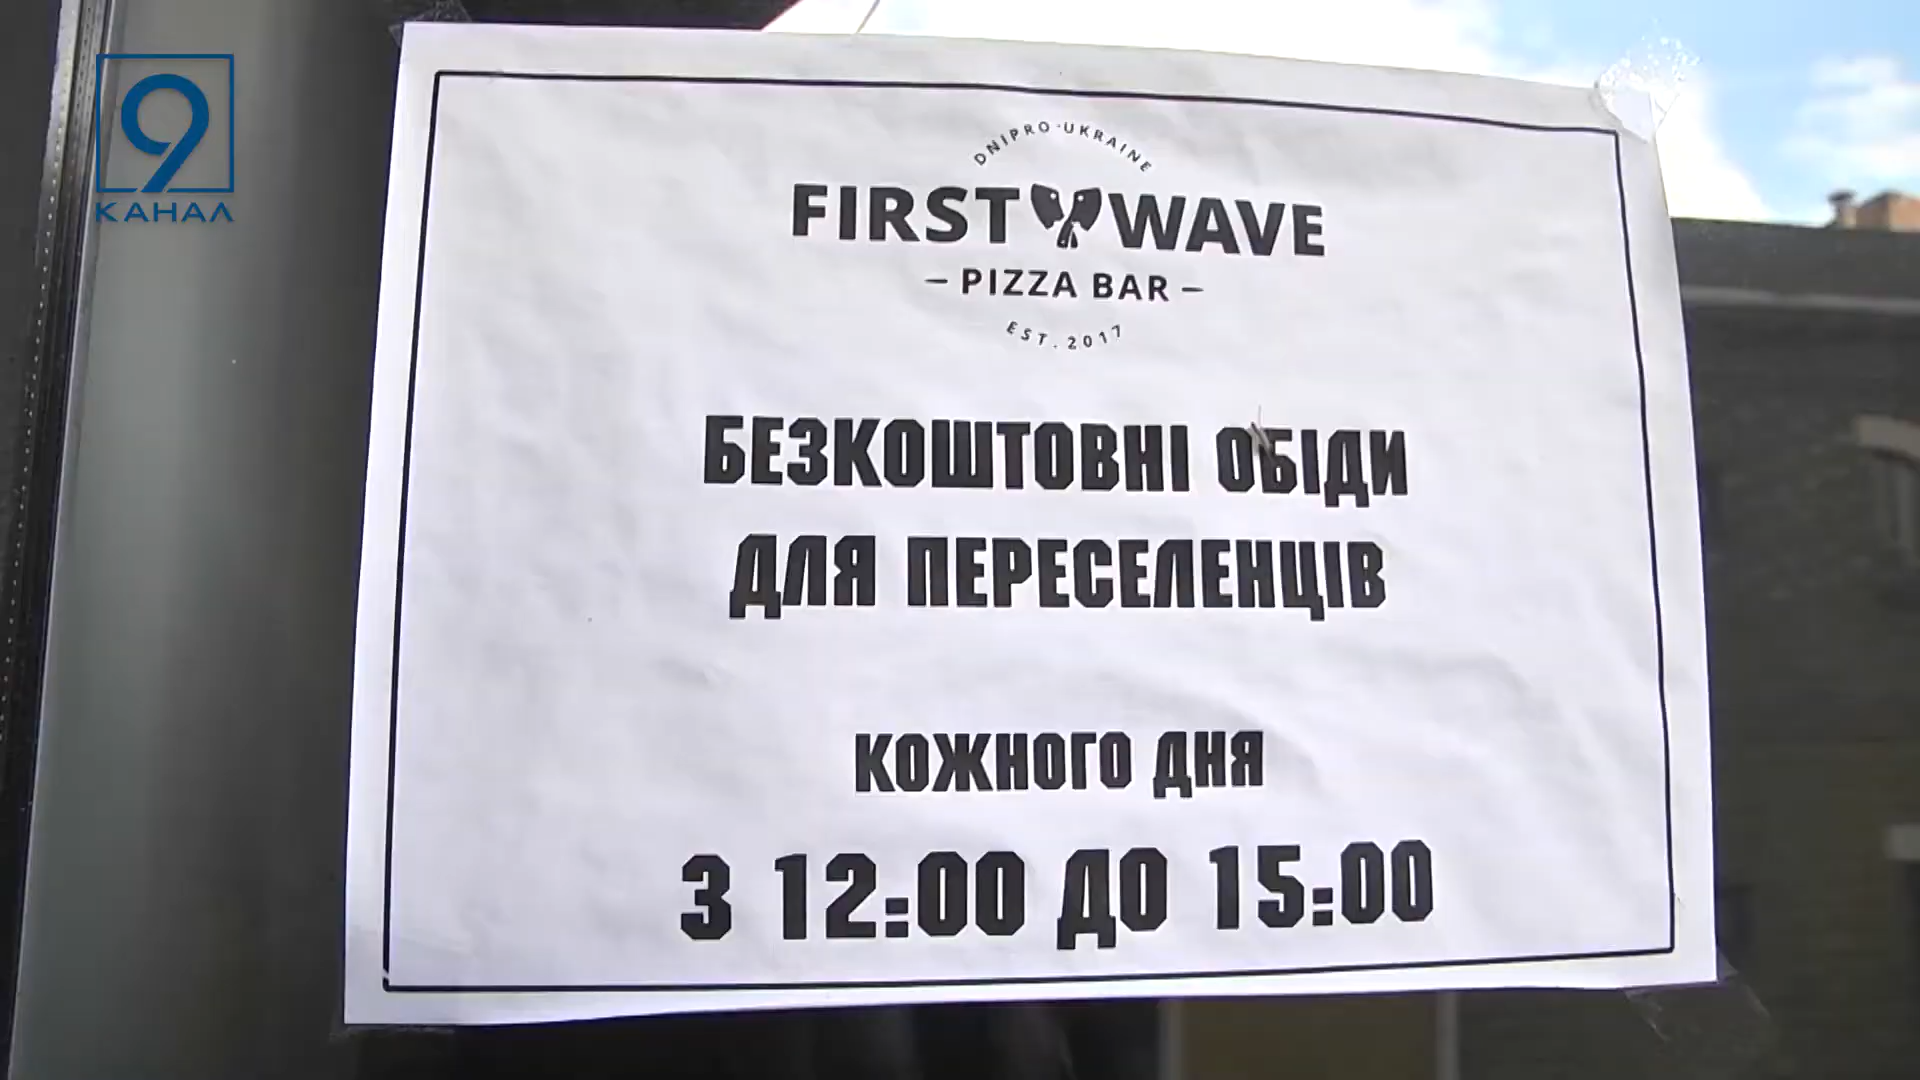 9
КАНАЛ
DNIPRO · UKRAINE
FIRST WAVE
– PIZZA BAR –
EST. 2017
БЕЗКОШТОВНІ ОБІДИ
ДЛЯ ПЕРЕСЕЛЕНЦІВ
КОЖНОГО ДНЯ
З 12:00 ДО 15:00